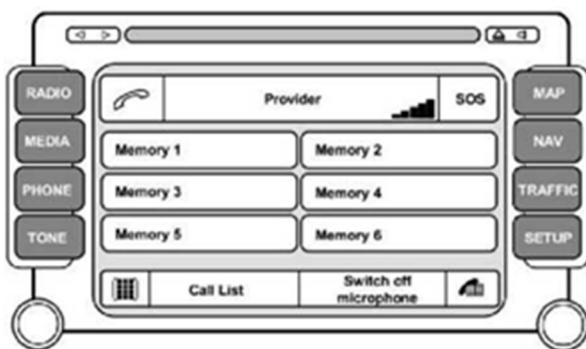 RADIO
MEDIA
PHONE
TONE
Provider
SOS
Memory 1
Memory 2
Memory 3
Memory 4
Memory 5
Memory 6
Call List
Switch off
microphone
MAP
NAV
TRAFFIC
SETUP